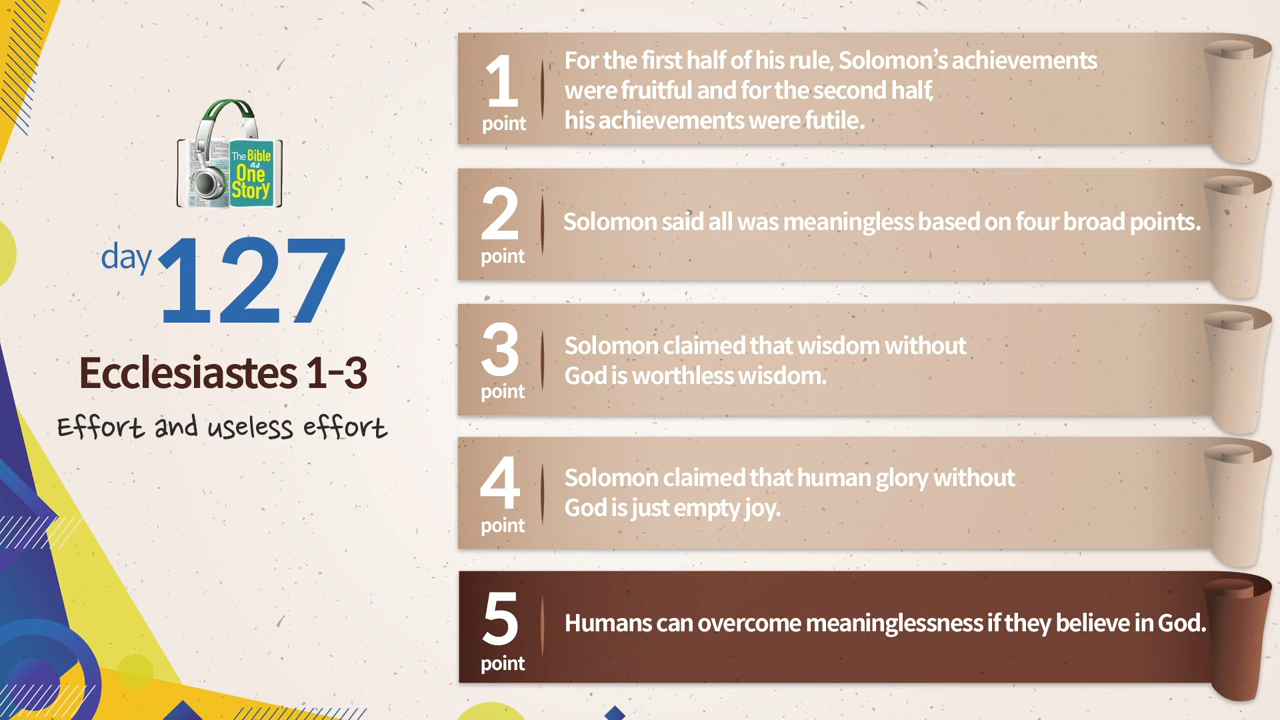 The Bible
as
One
Story
day 127
Ecclesiastes 1-3
Effort and useless effort
1
point
For the first half of his rule, Solomon's achievements
were fruitful and for the second half,
his achievements were futile.
2
point
Solomon said all was meaningless based on four broad points.
3
point
Solomon claimed that wisdom without
God is worthless wisdom.
4
point
Solomon claimed that human glory without
God is just empty joy.
5
point
Humans can overcome meaninglessness if they believe in God.